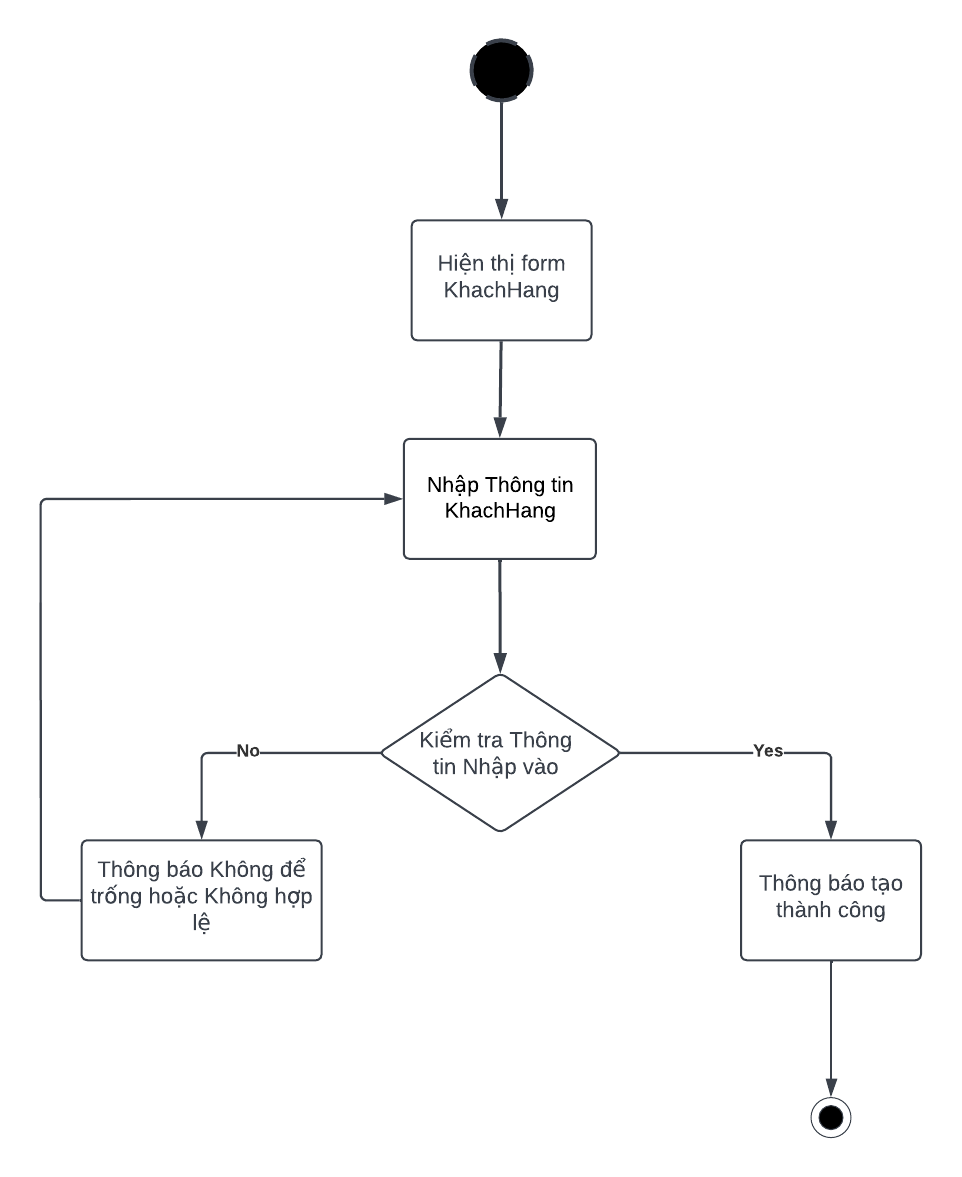 Hiện thị form
KhachHang
Nhập Thông tin
KhachHang
Kiểm tra Thông
tin Nhập vào
No
Yes
Thông báo Không để
trống hoặc Không hợp
lệ
Thông báo tạo
thành công